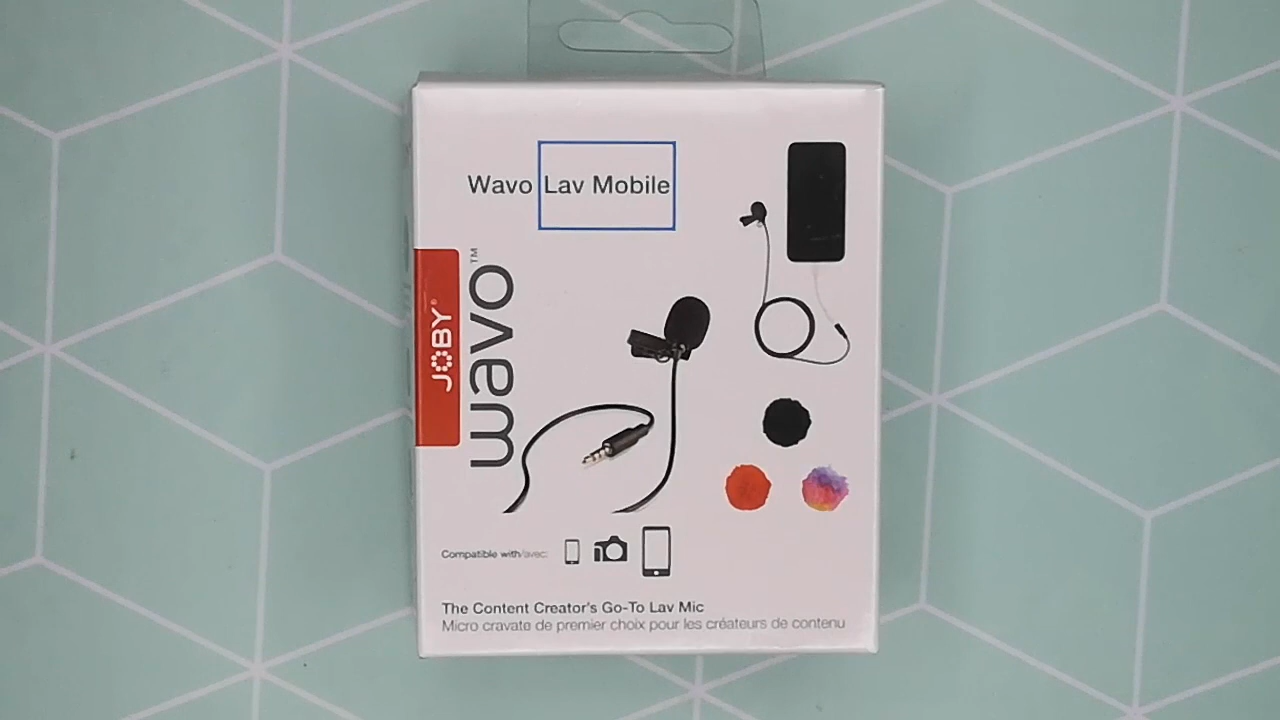 Wavo Lav Mobile
JOBY®
wavo™
Compatible with/avec:
The Content Creator's Go-To Lav Mic
Micro cravate de premier choix pour les créateurs de contenu